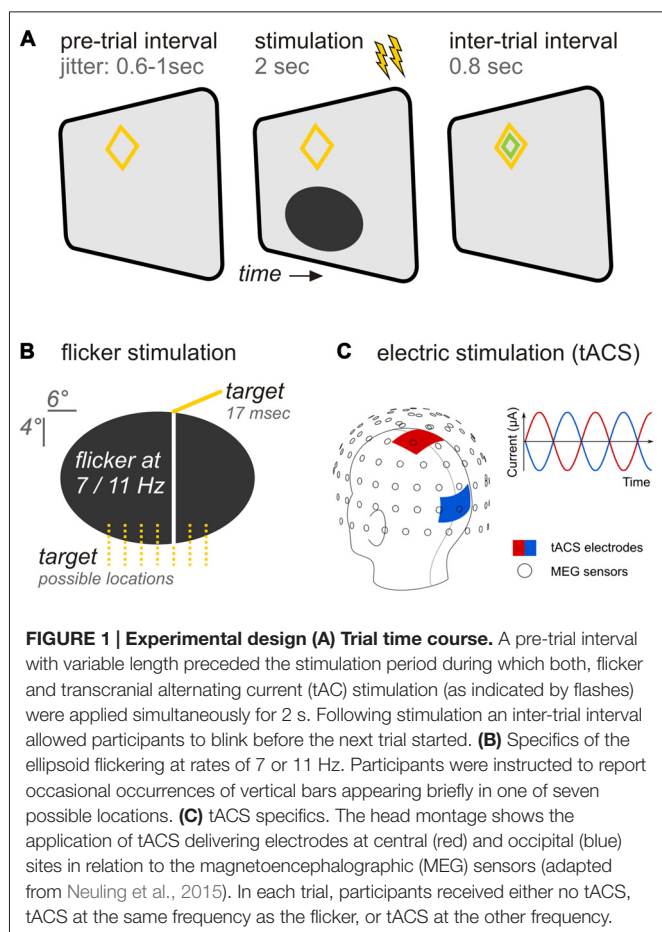 A
pre-trial interval
jitter: 0.6-1sec
stimulation
2 sec
inter-trial interval
0.8 sec
time
B flicker stimulation
6°
4°
target
17 msec
flicker at
7 / 11 Hz
target
possible locations
C electric stimulation (tACS)
Current (µA)
Time
tACS electrodes
MEG sensors
FIGURE 1 | Experimental design (A) Trial time course. A pre-trial interval
with variable length preceded the stimulation period during which both, flicker
and transcranial alternating current (tAC) stimulation (as indicated by flashes)
were applied simultaneously for 2 s. Following stimulation an inter-trial interval
allowed participants to blink before the next trial started. (B) Specifics of the
ellipsoid flickering at rates of 7 or 11 Hz. Participants were instructed to report
occasional occurrences of vertical bars appearing briefly in one of seven
possible locations. (C) tACS specifics. The head montage shows the
application of tACS delivering electrodes at central (red) and occipital (blue)
sites in relation to the magnetoencephalographic (MEG) sensors (adapted
from Neuling et al., 2015). In each trial, participants received either no tACS,
tACS at the same frequency as the flicker, or tACS at the other frequency.